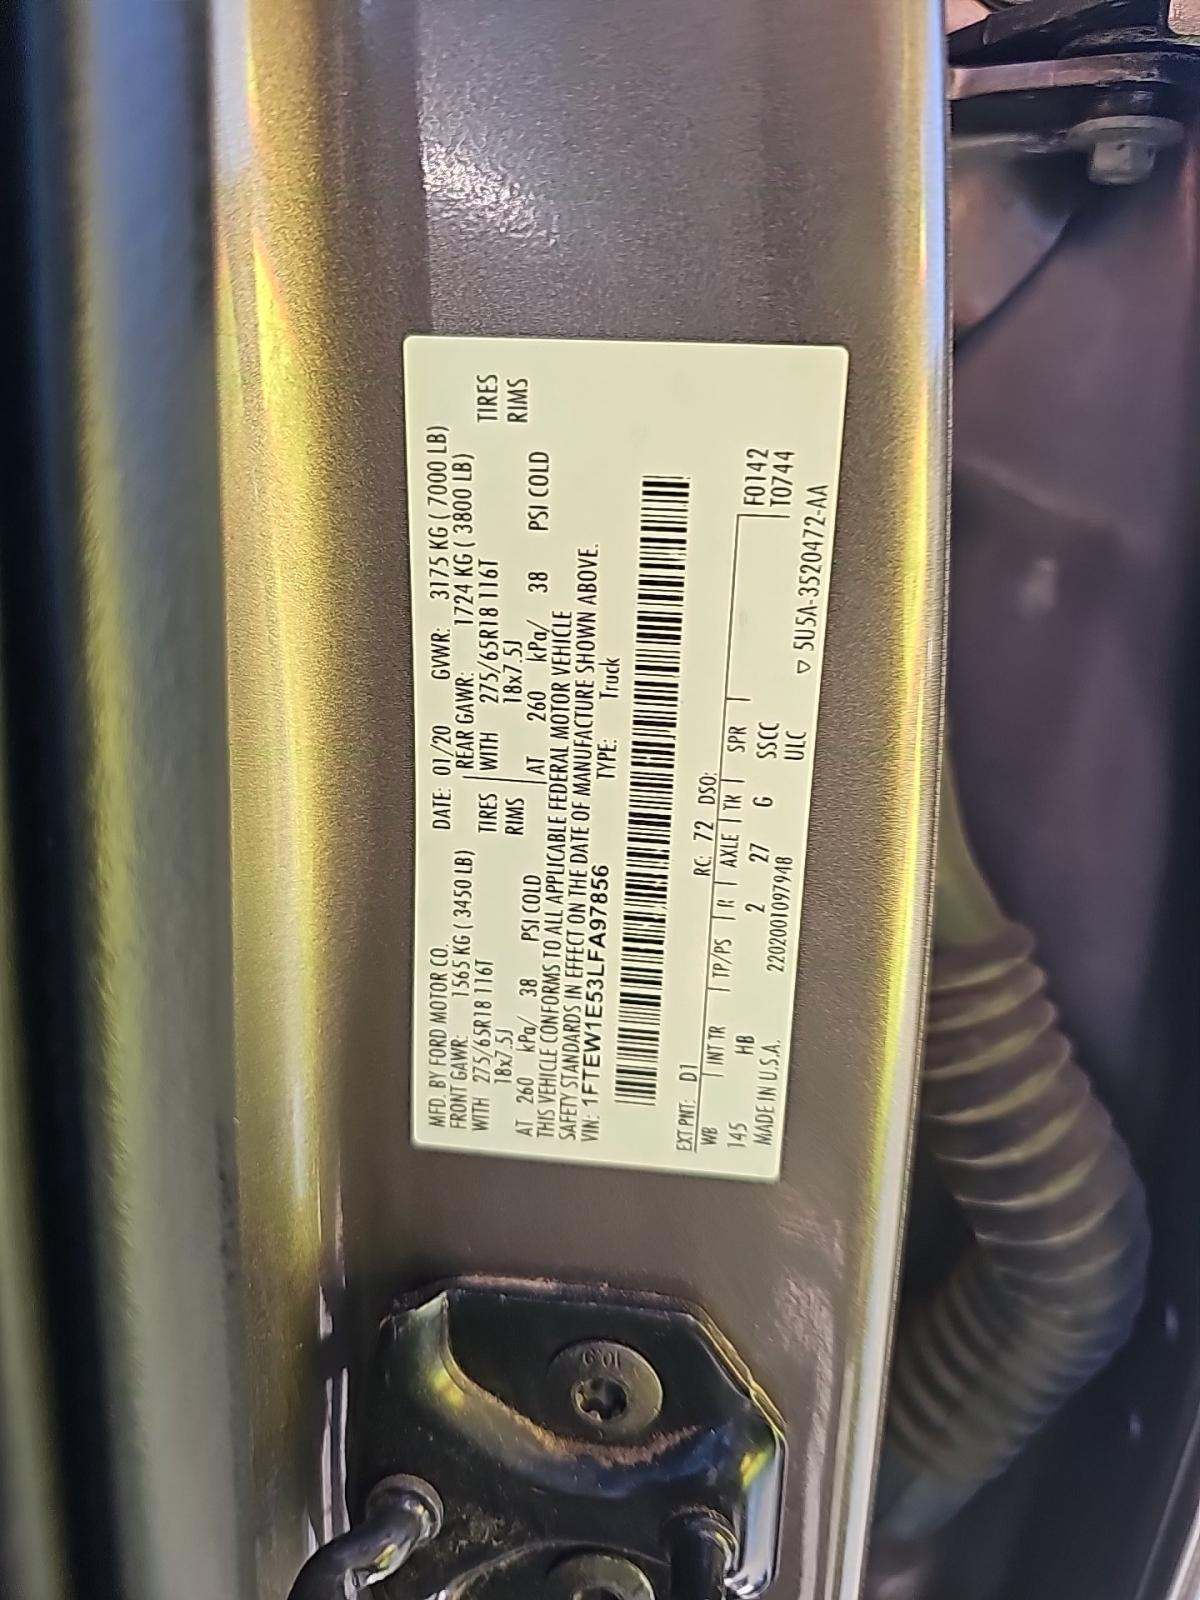 MFD. BY FORD MOTOR CO. DATE: 01/20 GVWR: 3175 KG ( 7000 LB)
FRONT GAWR: 1565 KG ( 3450 LB) REAR GAWR: 1724 KG ( 3800 LB)
WITH 275/65R18 116T TIRES WITH 275/65R18 116T TIRES
18x7.5J RIMS 18x7.5J RIMS
AT 260 kPa/ 38 PSI COLD AT 260 kPa/ 38 PSI COLD
THIS VEHICLE CONFORMS TO ALL APPLICABLE FEDERAL MOTOR VEHICLE
SAFETY STANDARDS IN EFFECT ON THE DATE OF MANUFACTURE SHOWN ABOVE.
VIN: 1FTEW1E53LFA97856 TYPE: Truck
EXT PNT: D1 RC: 72 DSO:
WB INT TR TP/PS R AXLE TR SPR F0142
145 HB 2 27 6 SSCC T0744
MADE IN U.S.A. 2202001097948 ULC ▽ 5U5A-3520472-AA
10.9